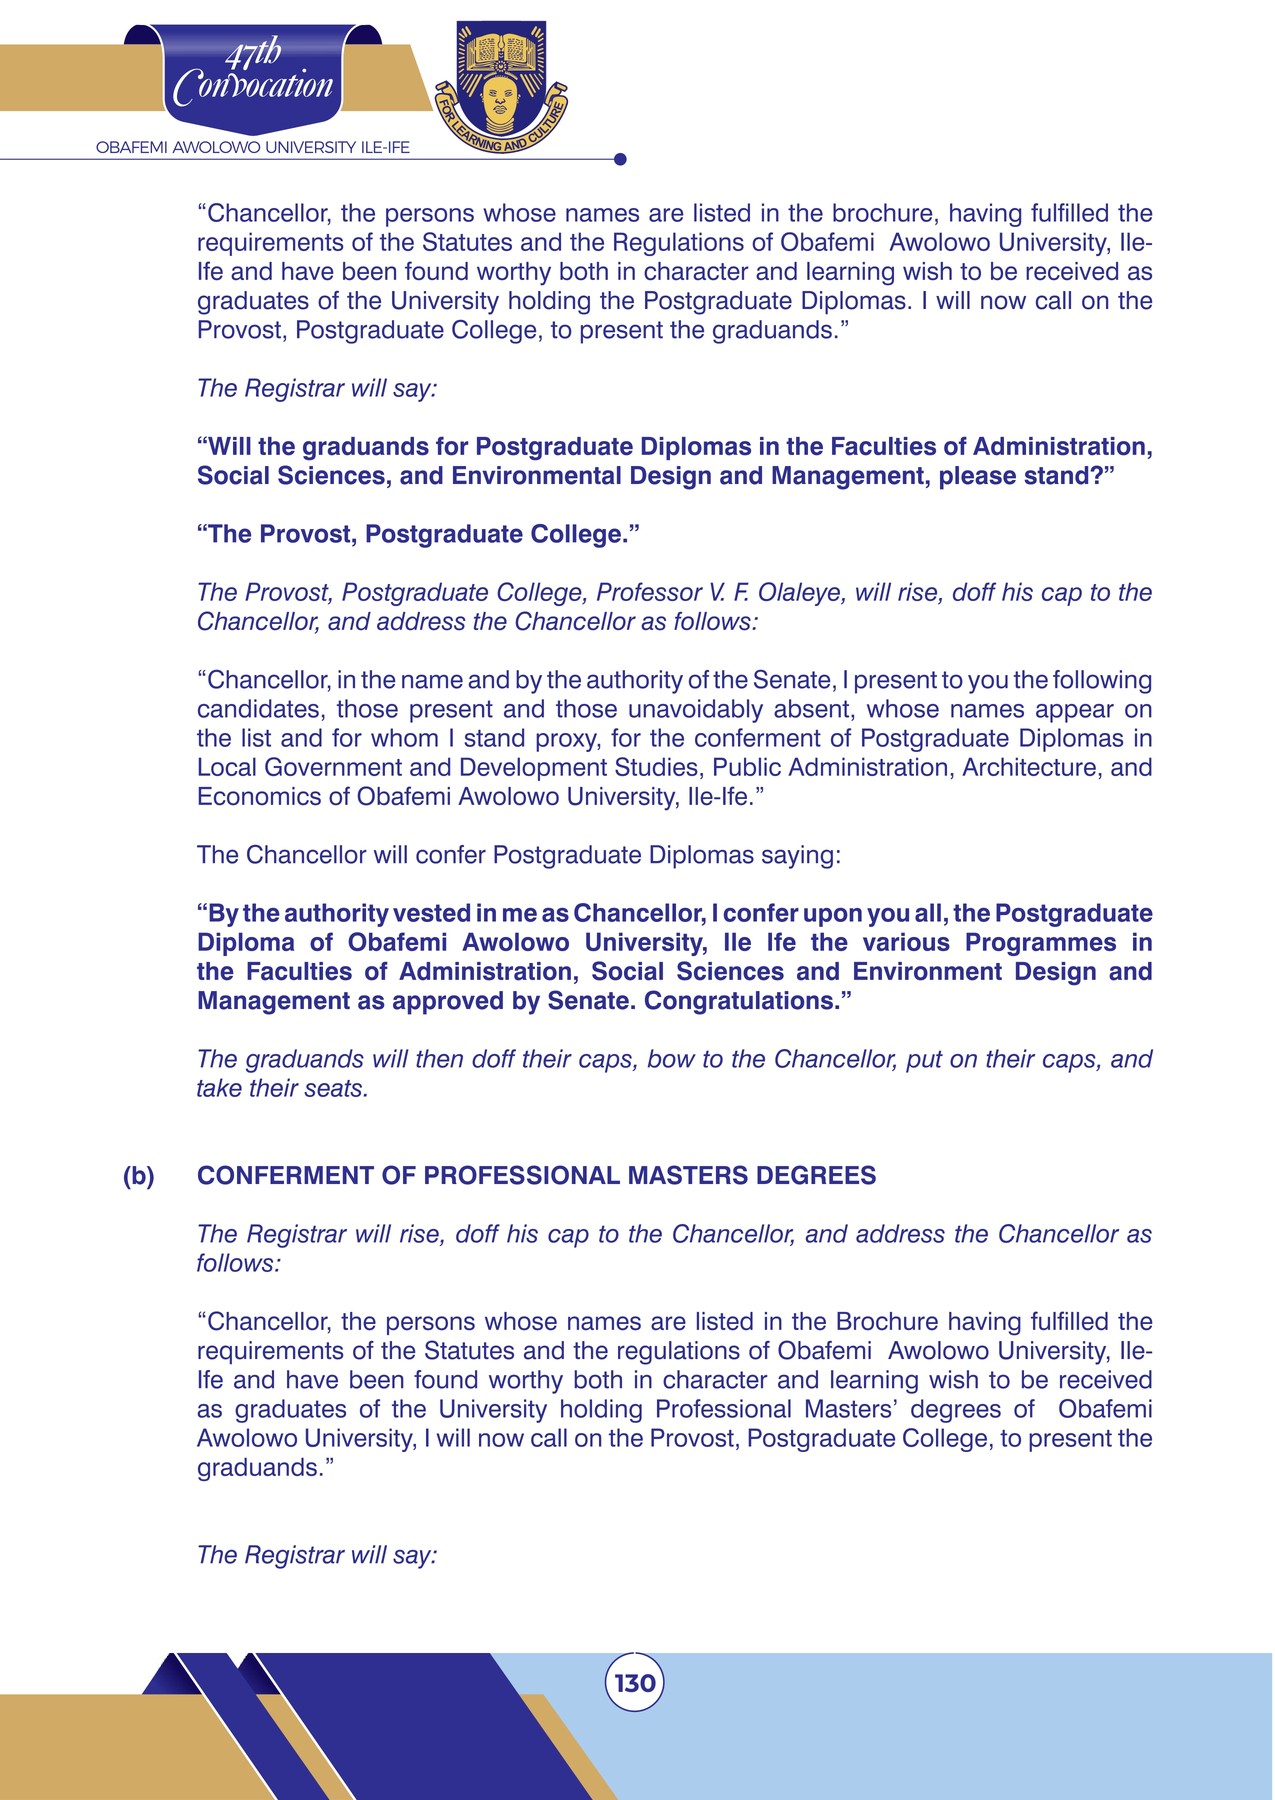 47th
Convocation
FOR LEARNING AND CULTURE
OBAFEMI AWOLOWO UNIVERSITY ILE-IFE
“Chancellor, the persons whose names are listed in the brochure, having fulfilled the
requirements of the Statutes and the Regulations of Obafemi  Awolowo University, Ile-
Ife and have been found worthy both in character and learning wish to be received as
graduates of the University holding the Postgraduate Diplomas. I will now call on the
Provost, Postgraduate College, to present the graduands.”
The Registrar will say:
“Will the graduands for Postgraduate Diplomas in the Faculties of Administration,
Social Sciences, and Environmental Design and Management, please stand?”
“The Provost, Postgraduate College.”
The Provost, Postgraduate College, Professor V. F. Olaleye, will rise, doff his cap to the
Chancellor, and address the Chancellor as follows:
“Chancellor, in the name and by the authority of the Senate, I present to you the following
candidates, those present and those unavoidably absent, whose names appear on
the list and for whom I stand proxy, for the conferment of Postgraduate Diplomas in
Local Government and Development Studies, Public Administration, Architecture, and
Economics of Obafemi Awolowo University, Ile-Ife.”
The Chancellor will confer Postgraduate Diplomas saying:
“By the authority vested in me as Chancellor, I confer upon you all, the Postgraduate
Diploma of Obafemi Awolowo University, Ile Ife the various Programmes in
the Faculties of Administration, Social Sciences and Environment Design and
Management as approved by Senate. Congratulations.”
The graduands will then doff their caps, bow to the Chancellor, put on their caps, and
take their seats.
(b) CONFERMENT OF PROFESSIONAL MASTERS DEGREES
The Registrar will rise, doff his cap to the Chancellor, and address the Chancellor as
follows:
“Chancellor, the persons whose names are listed in the Brochure having fulfilled the
requirements of the Statutes and the regulations of Obafemi  Awolowo University, Ile-
Ife and have been found worthy both in character and learning wish to be received
as graduates of the University holding Professional Masters’ degrees of  Obafemi
Awolowo University, I will now call on the Provost, Postgraduate College, to present the
graduands.”
The Registrar will say:
130